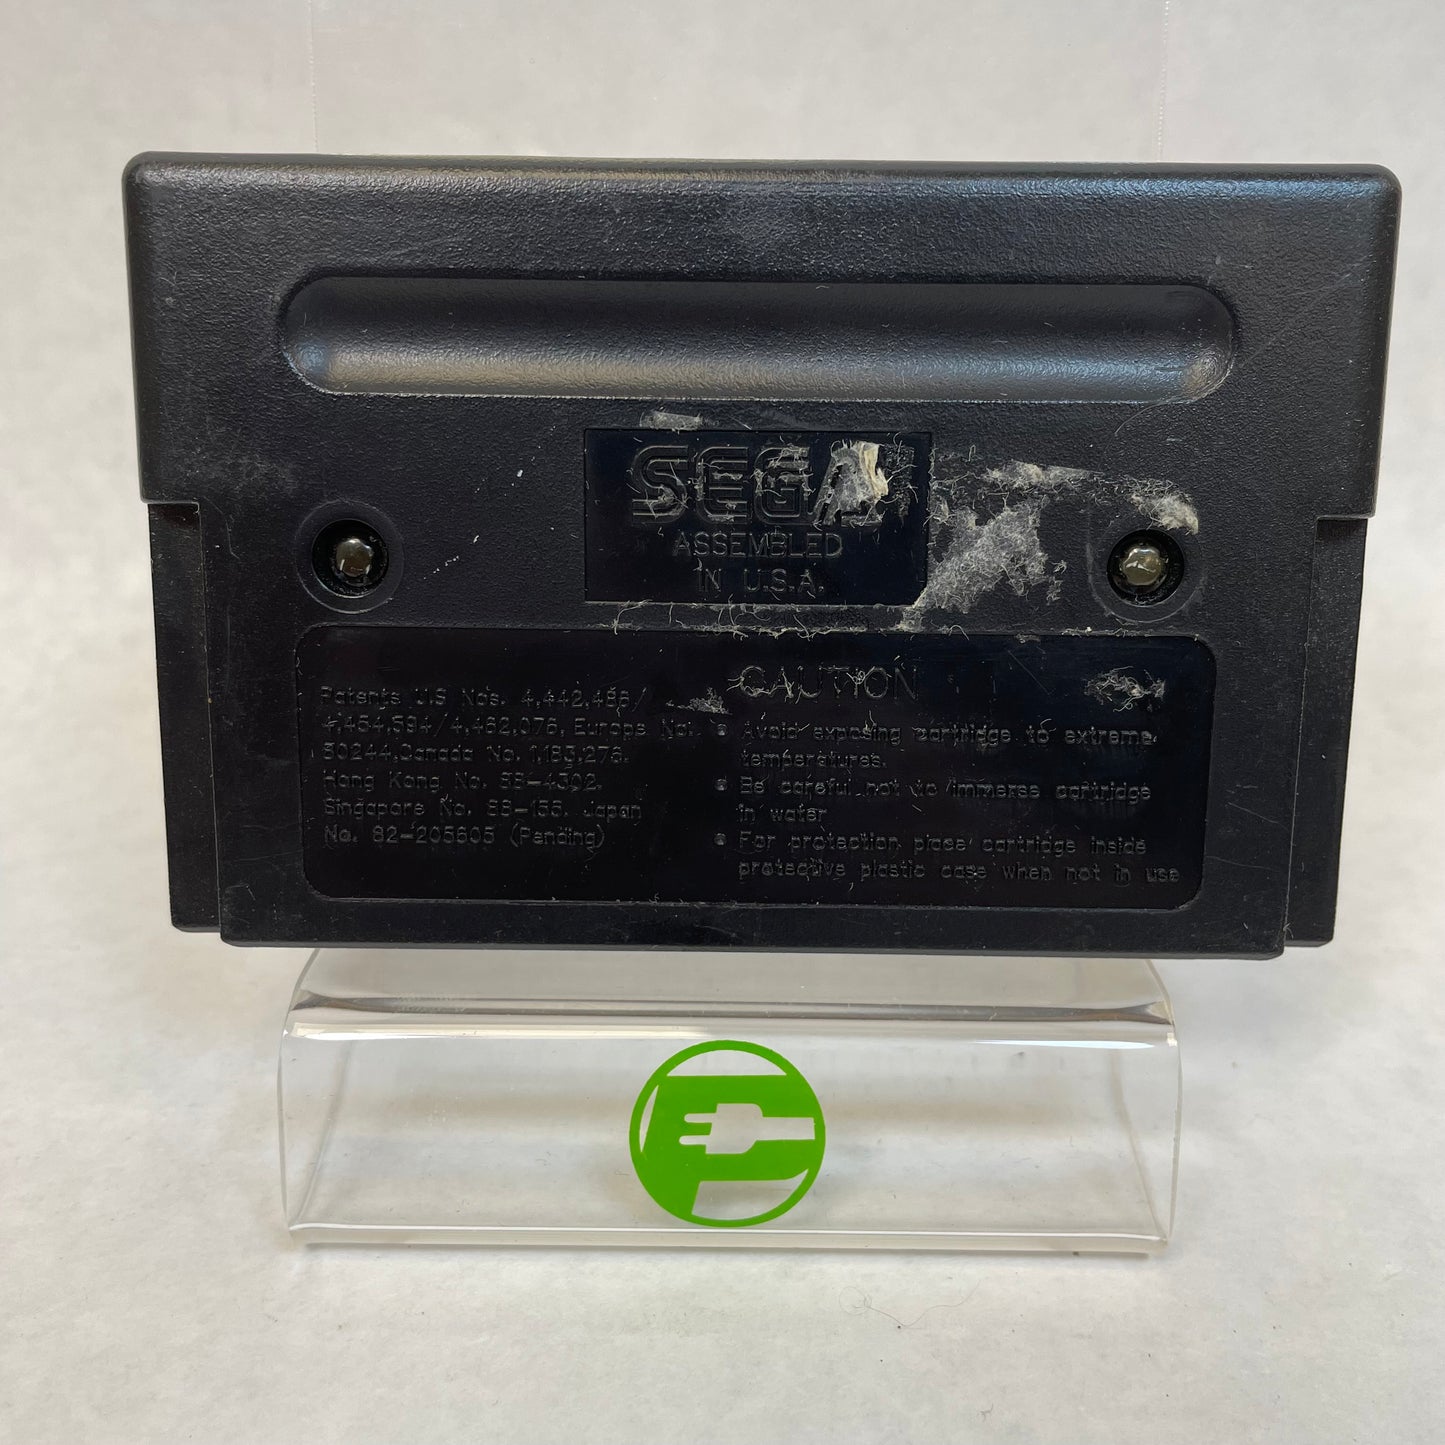 SEGA
ASSEMBLED
IN U.S.A.
Patents U.S Nos. 4,442,486/
4,454,594/4,462,076, Europe No.
80244, Canada No. 1,183,276.
Hong Kong No. 88-4302.
Singapore No. 88-155. Japan
No. 82-205605 (Pending)
CAUTION
• Avoid exposing cartridge to extreme
temperatures.
• Be careful not to immerse cartridge
in water
• For protection place cartridge inside
protective plastic case when not in use